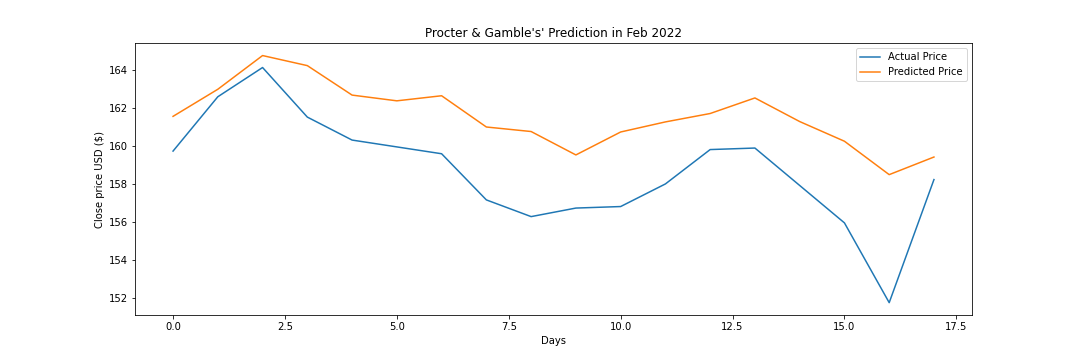 Procter & Gamble's' Prediction in Feb 2022
Actual Price
Predicted Price
164
162
160
158
156
154
152
Close price USD ($)
0.0 2.5 5.0 7.5 10.0 12.5 15.0 17.5
Days